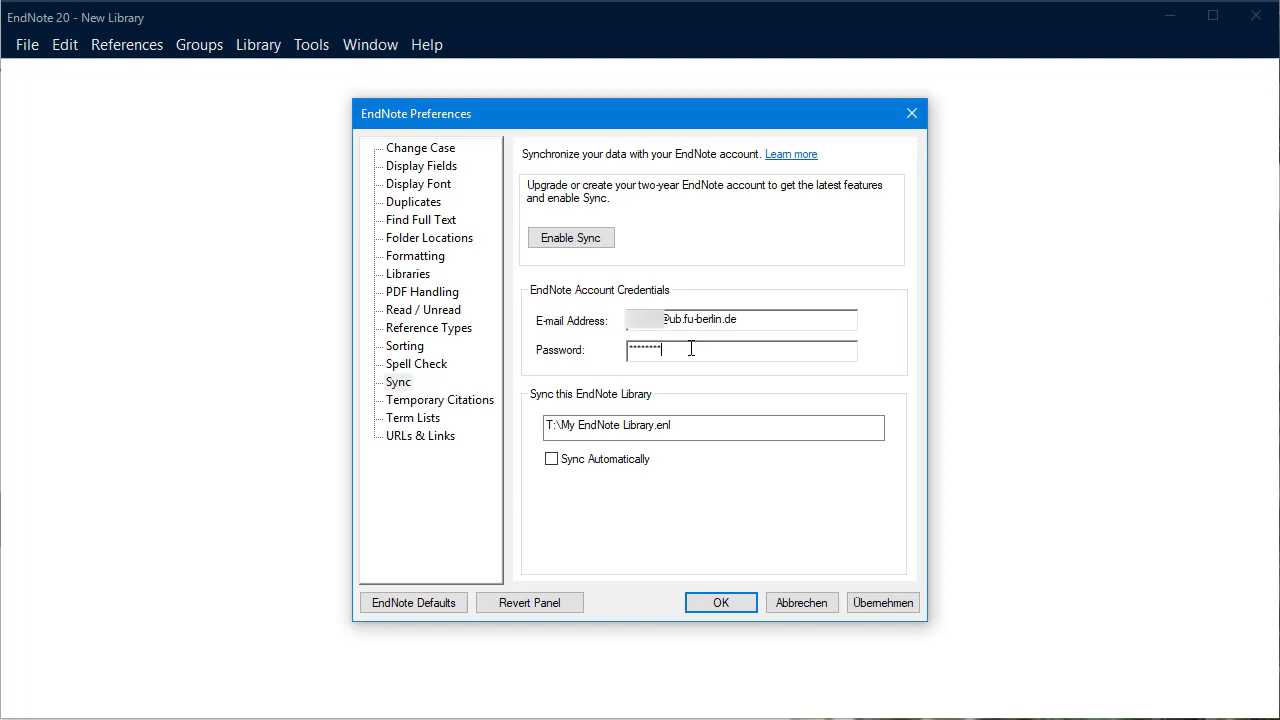 EndNote 20 - New Library
File Edit References Groups Library Tools Window Help
EndNote Preferences
Change Case
Display Fields
Display Font
Duplicates
Find Full Text
Folder Locations
Formatting
Libraries
PDF Handling
Read / Unread
Reference Types
Sorting
Spell Check
Sync
Temporary Citations
Term Lists
URLs & Links
Synchronize your data with your EndNote account. Learn more
Upgrade or create your two-year EndNote account to get the latest features
and enable Sync.
Enable Sync
EndNote Account Credentials
E-mail Address: @ub.fu-berlin.de
Password: ********
Sync this EndNote Library
T:\My EndNote Library.enl
Sync Automatically
EndNote Defaults Revert Panel OK Abbrechen Übernehmen